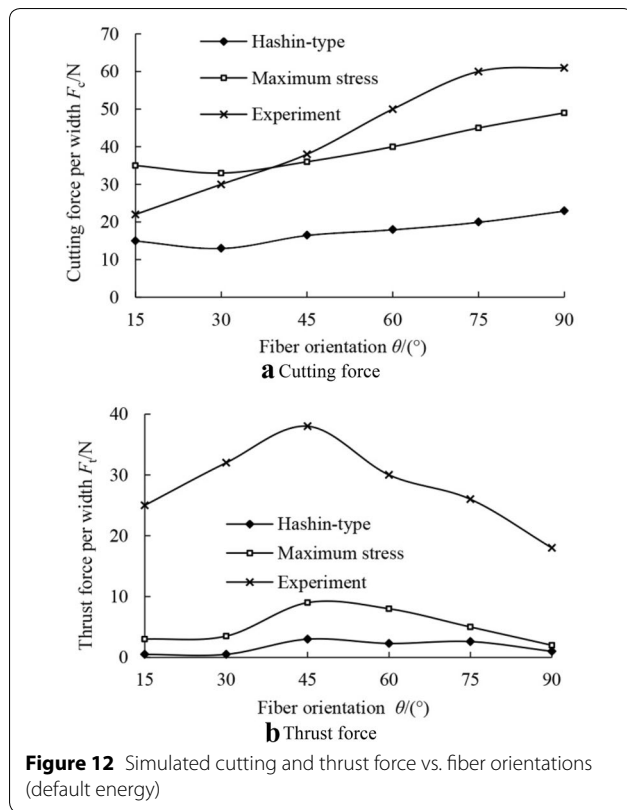 Cutting force per width Fc/N
70
60
50
40
30
20
10
0
Hashin-type
Maximum stress
Experiment
15 30 45 60 75 90
Fiber orientation θ/(°)
a Cutting force
Thrust force per width Ft/N
40
30
20
10
0
Hashin-type
Maximum stress
Experiment
15 30 45 60 75 90
Fiber orientation θ/(°)
b Thrust force
Figure 12 Simulated cutting and thrust force vs. fiber orientations
(default energy)